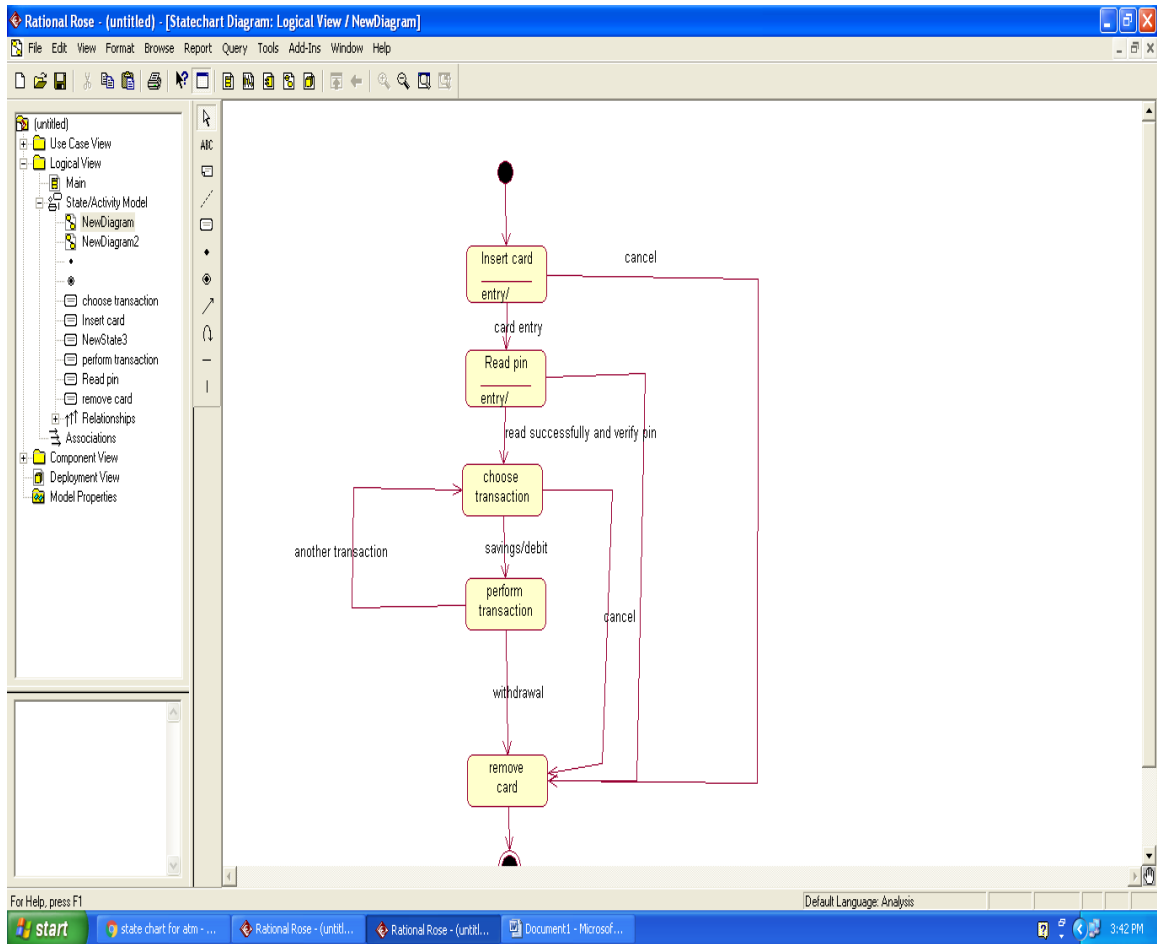 Rational Rose - (untitled) - [Statechart Diagram: Logical View / NewDiagram]
File Edit View Format Browse Report Query Tools Add-Ins Window Help
(untitled)
Use Case View
Logical View
Main
State/Activity Model
NewDiagram
NewDiagram2
choose transaction
Insert card
NewState3
perform transaction
Read pin
remove card
Relationships
Associations
Component View
Deployment View
Model Properties
ABC
Insert card
entry/
cancel
card entry
Read pin
entry/
read successfully and verify pin
choose
transaction
another transaction
savings/debit
perform
transaction
cancel
withdrawal
remove
card
For Help, press F1
Default Language: Analysis
start
state chart for atm - ...
Rational Rose - (untitl...
Rational Rose - (untitl...
Document1 - Microsof...
3:42 PM